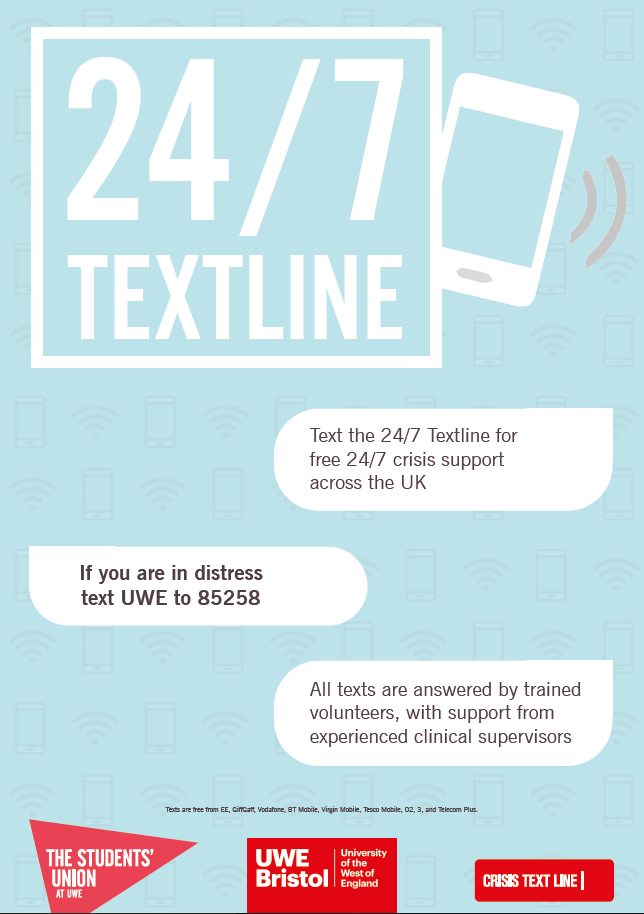 24/7
TEXTLINE
Text the 24/7 Textline for
free 24/7 crisis support
across the UK
If you are in distress
text UWE to 85258
All texts are answered by trained
volunteers, with support from
experienced clinical supervisors
Texts are free from EE, GiffGaff, Vodafone, BT Mobile, Virgin Mobile, Tesco Mobile, O2, 3, and Telecom Plus.
THE STUDENTS'
UNION
AT UWE
UWE
Bristol
University
of the
West of
England
CRISIS TEXT LINE |